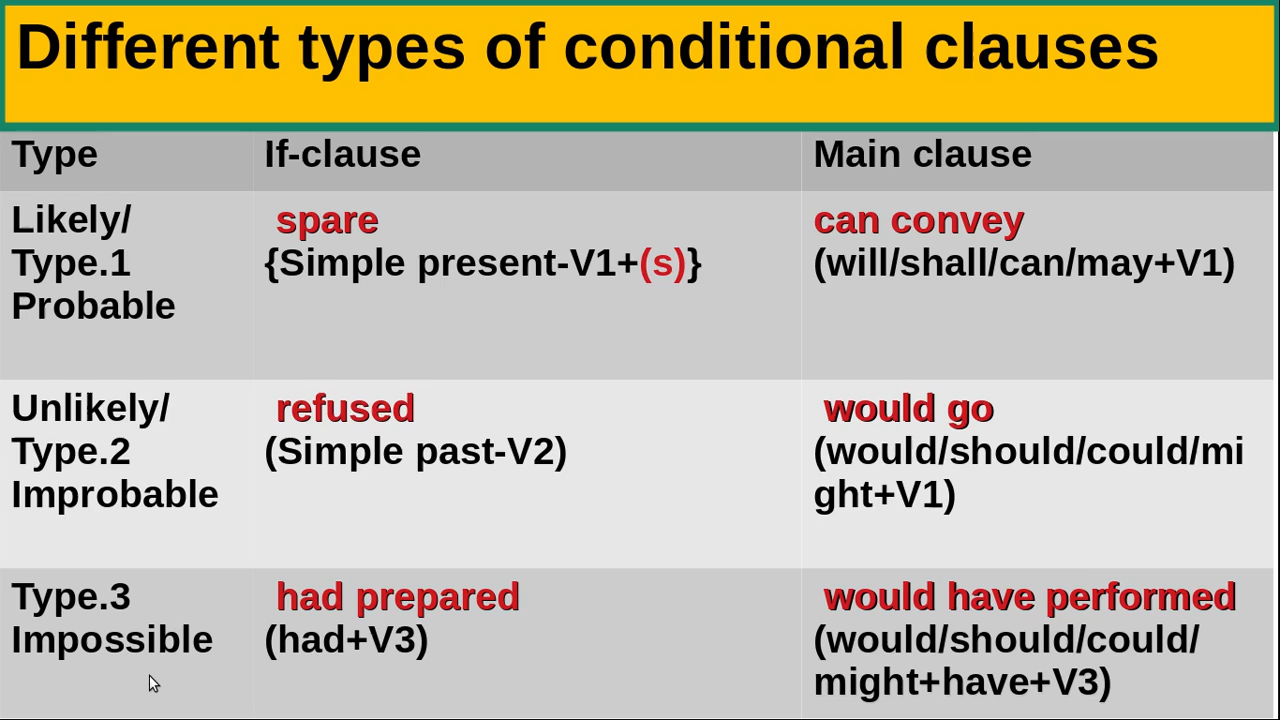 Different types of conditional clauses
Type If-clause Main clause
Likely/
Type.1
Probable
spare
{Simple present-V1+(s)}
can convey
(will/shall/can/may+V1)
Unlikely/
Type.2
Improbable
refused
(Simple past-V2)
would go
(would/should/could/mi
ght+V1)
Type.3
Impossible
had prepared
(had+V3)
would have performed
(would/should/could/
might+have+V3)